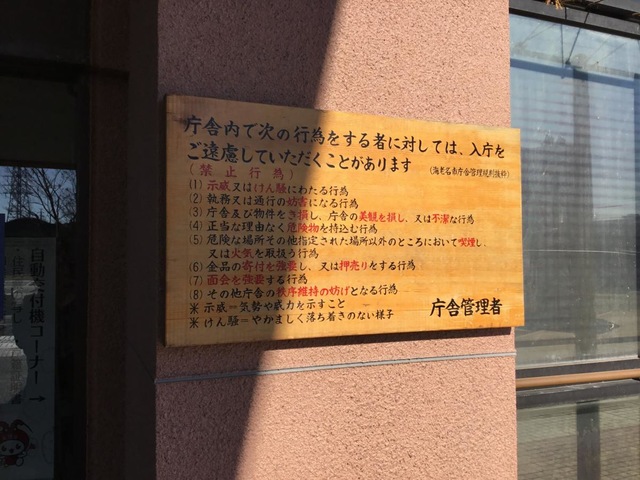 庁舎内で次の行為をする者に対しては、入庁を
ご遠慮していただくことがあります
(海老名市庁舎管理規則抜粋)
(禁止行為)
(1) 示威又はけん騒にわたる行為
(2) 執務又は通行の妨害になる行為
(3) 庁舎及び物件をき損し、庁舎の美観を損し、又は不潔な行為
(4) 正当な理由なく危険物を持込む行為
(5) 危険な場所その他指定された場所以外のところにおいて喫煙し、
又は火気を取扱う行為
(6) 金品の寄付を強要し、又は押売りをする行為
(7) 面会を強要する行為
(8) その他庁舎の秩序維持の妨げとなる行為
※ 示威=気勢や威力を示すこと
※ けん騒=やかましく落ち着きのない様子
庁舎管理者
自動交付機コーナー →